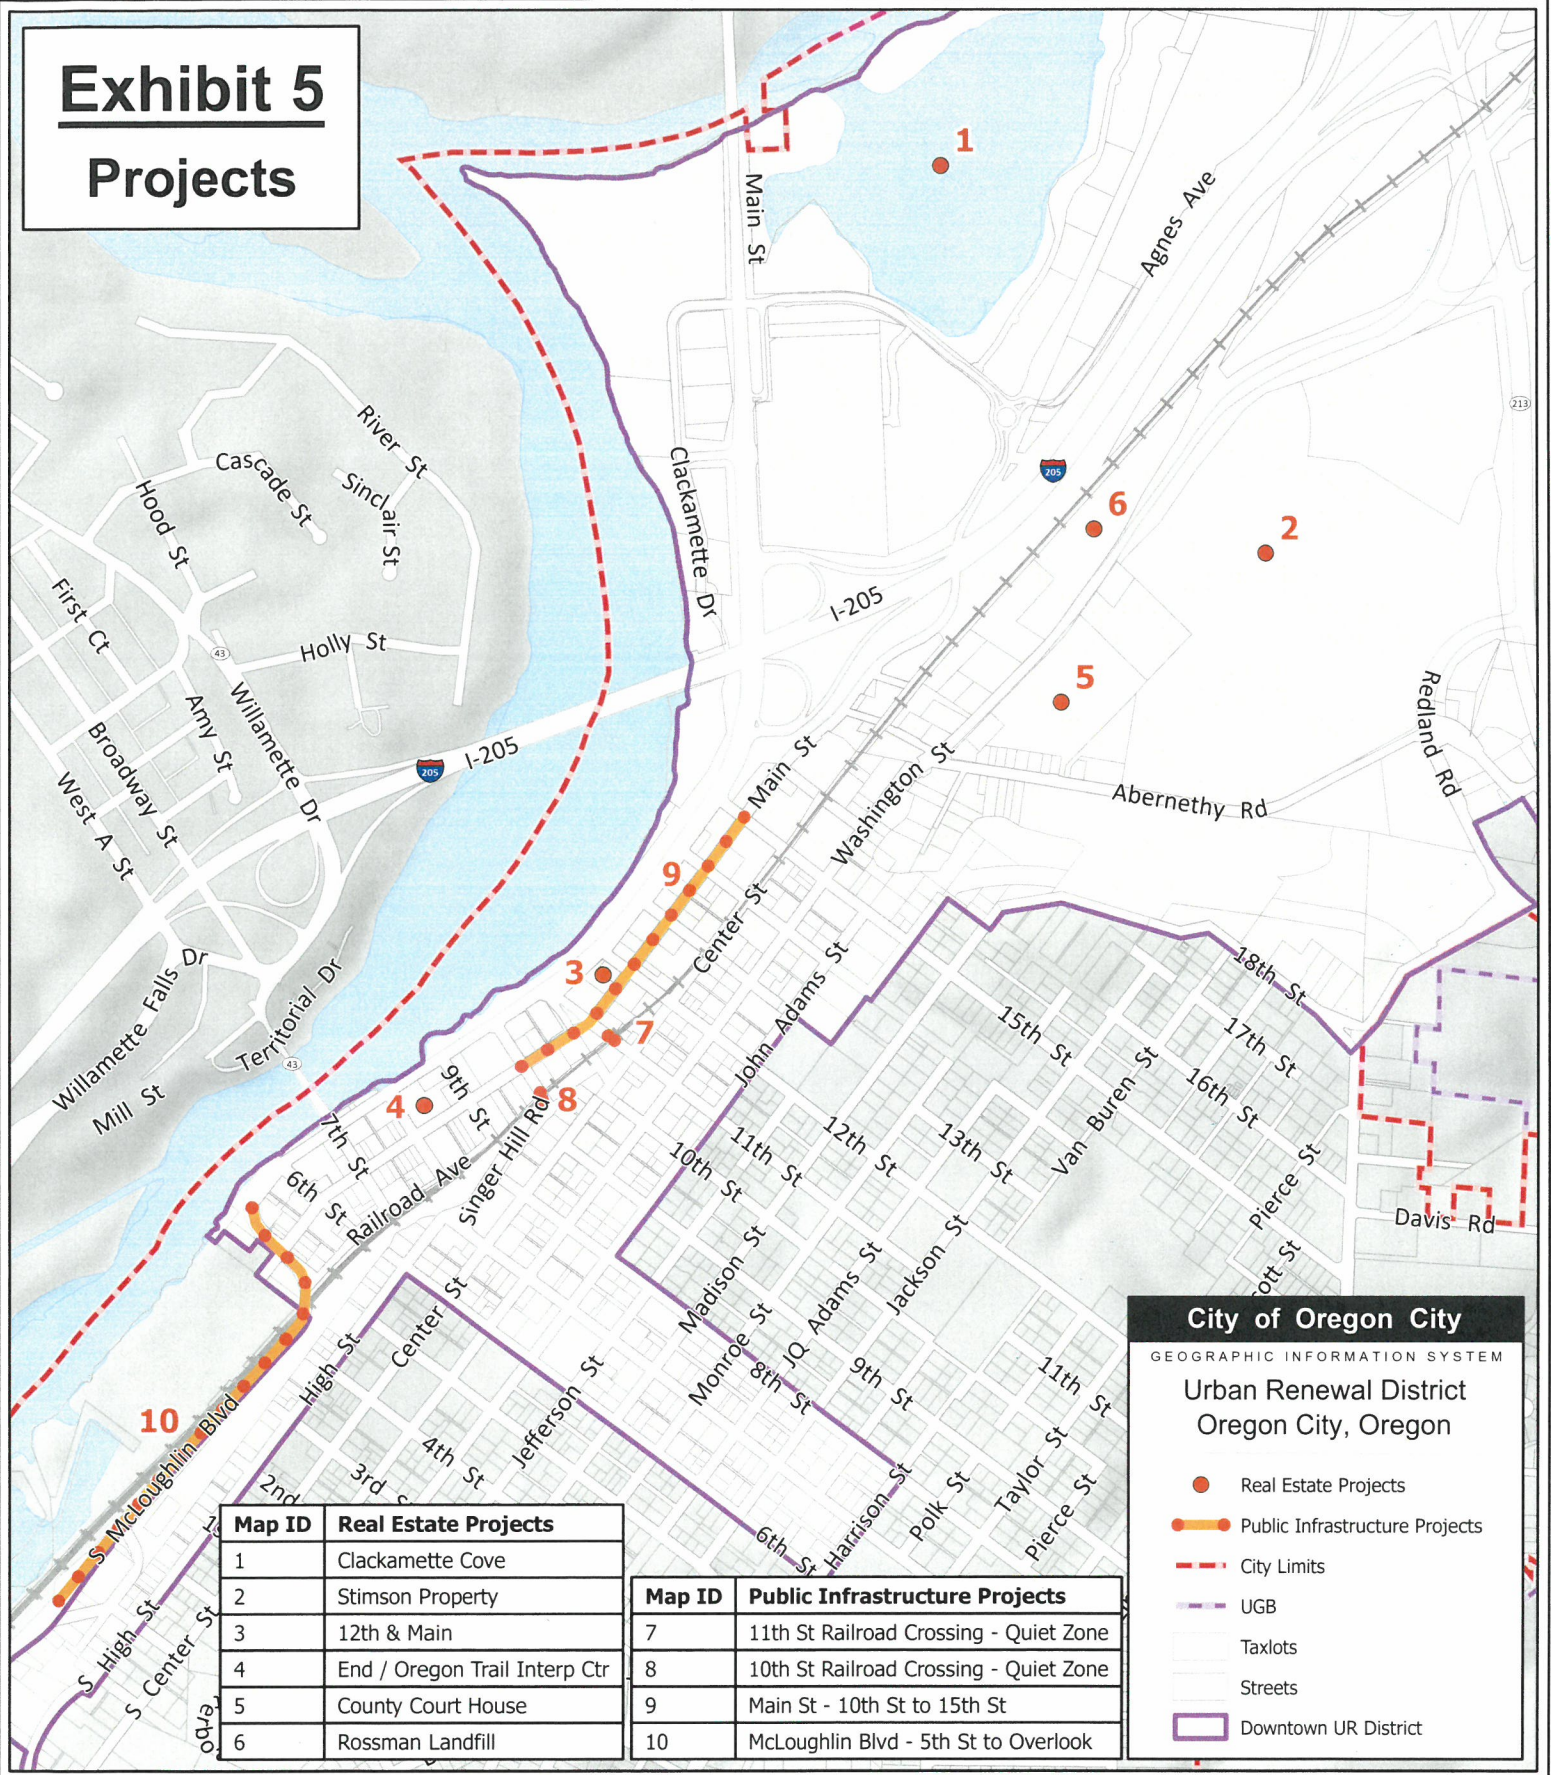 Exhibit 5
Projects
1
Main St
Agnes Ave
213
River St
Cascade St
Sinclair St
Hood St
Clackamette Dr
205
6
2
First Ct
I-205
43
Holly St
5
Redland Rd
Amy St
Willamette Dr
Broadway St
I-205
205
Main St
Washington St
Abernethy Rd
West A St
9
Center St
Willamette Falls Dr
Territorial Dr
3
John Adams St
18th St
15th St
17th St
7
43
Mill St
9th St
4
8
Van Buren St
16th St
7th St
Singer Hill Rd
10th St
11th St
12th St
13th St
6th St
Railroad Ave
Pierce St
Davis Rd
Madison St
JQ Adams St
Jackson St
Center St
High St
Monroe St
8th St
9th St
11th St
Jefferson St
10
S McLoughlin Blvd
4th St
3rd
2nd
6th St
Harrison St
Polk St
Taylor St
Pierce St
S High St
S Center St
Map ID Real Estate Projects
1 Clackamette Cove
2 Stimson Property
3 12th & Main
4 End / Oregon Trail Interp Ctr
5 County Court House
6 Rossman Landfill
Map ID Public Infrastructure Projects
7 11th St Railroad Crossing - Quiet Zone
8 10th St Railroad Crossing - Quiet Zone
9 Main St - 10th St to 15th St
10 McLoughlin Blvd - 5th St to Overlook
City of Oregon City
GEOGRAPHIC INFORMATION SYSTEM
Urban Renewal District
Oregon City, Oregon
Real Estate Projects
Public Infrastructure Projects
City Limits
UGB
Taxlots
Streets
Downtown UR District